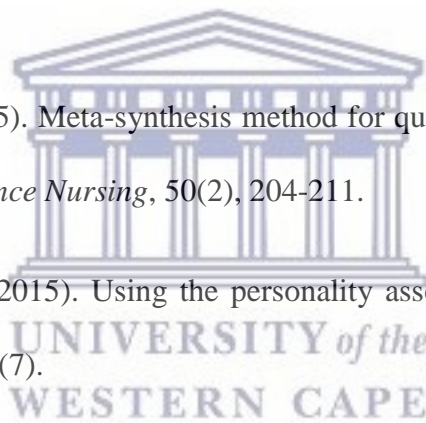 5). Meta-synthesis method for qu
nce Nursing, 50(2), 204-211.
2015). Using the personality asse
UNIVERSITY of the
(7).
WESTERN CAPE